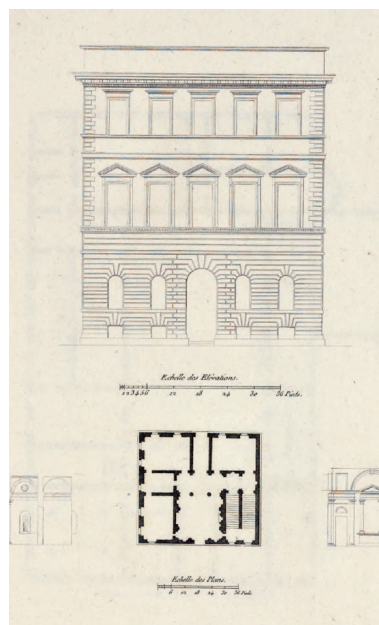 Echelle des Elévations.
1 2 3 4 5 6 12 18 24 30 36 Pieds.
Echelle des Plans.
6 12 18 24 30 36 Pieds